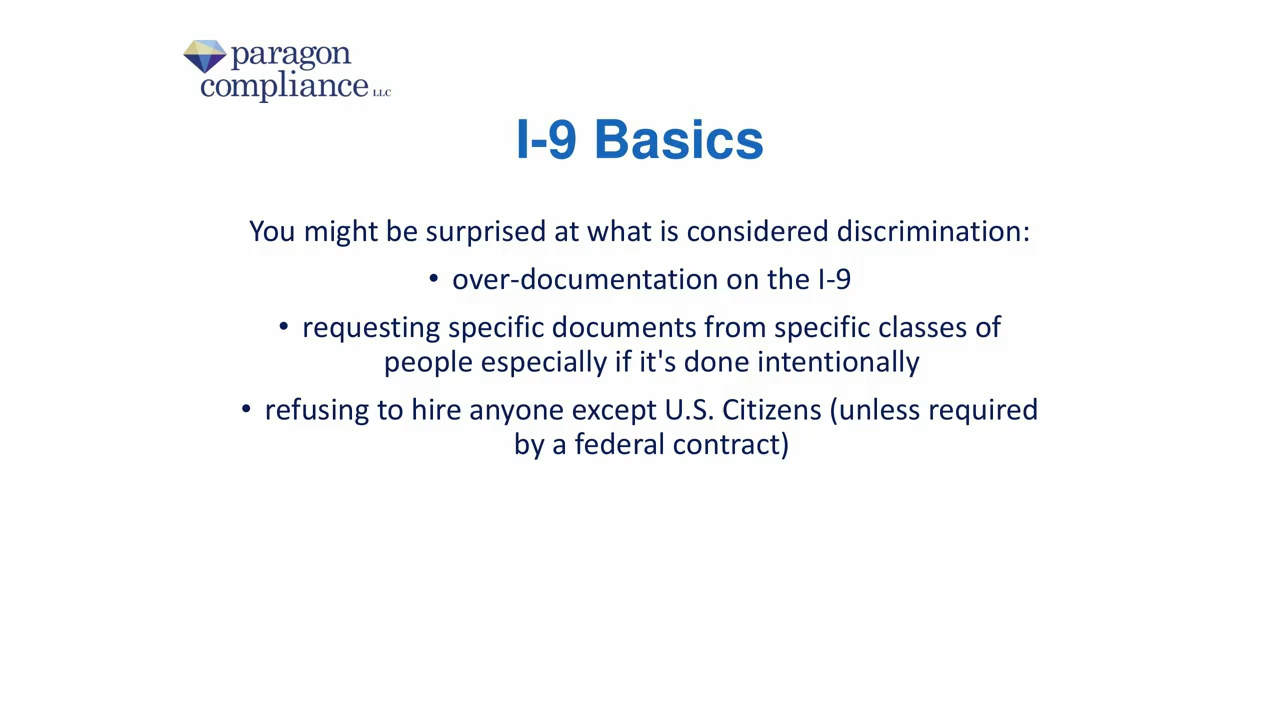 paragon
compliance LLC
I-9 Basics
You might be surprised at what is considered discrimination:
• over-documentation on the I-9
• requesting specific documents from specific classes of
people especially if it's done intentionally
• refusing to hire anyone except U.S. Citizens (unless required
by a federal contract)